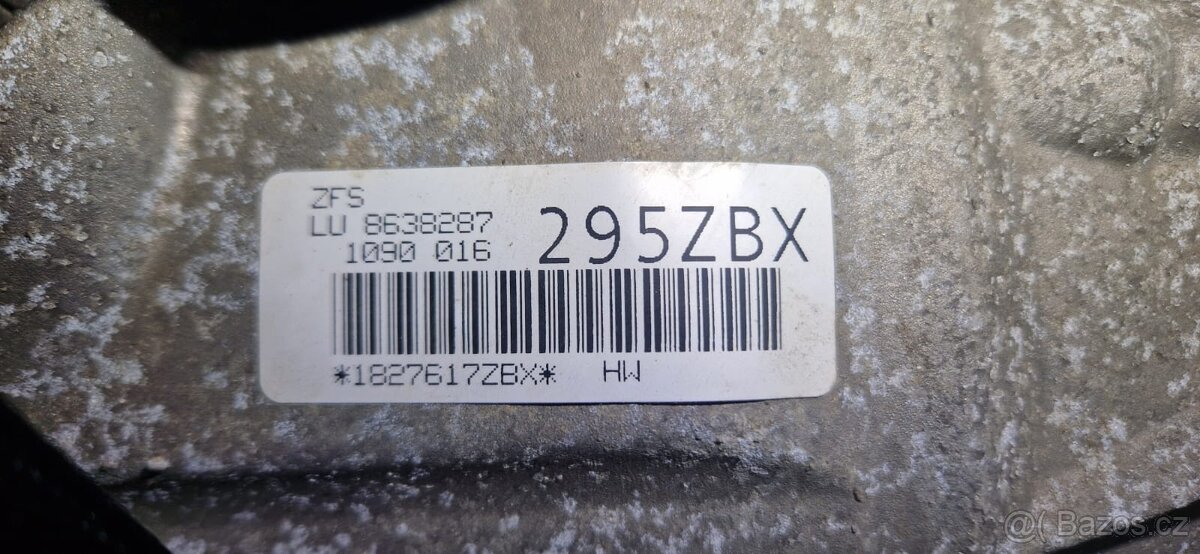 ZFS
LU 8638287
1090 016
295ZBX
*1827617ZBX* HW
@( Bazos.cz